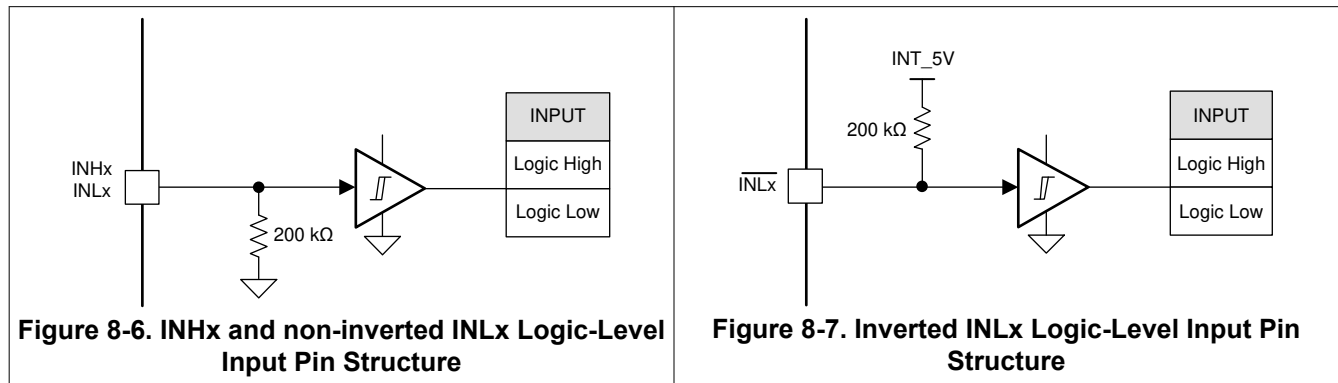 INHx
INLx
200 kΩ
INPUT
Logic High
Logic Low
Figure 8-6. INHx and non-inverted INLx Logic-Level
Input Pin Structure
INT_5V
200 kΩ
INLx
INPUT
Logic High
Logic Low
Figure 8-7. Inverted INLx Logic-Level Input Pin
Structure